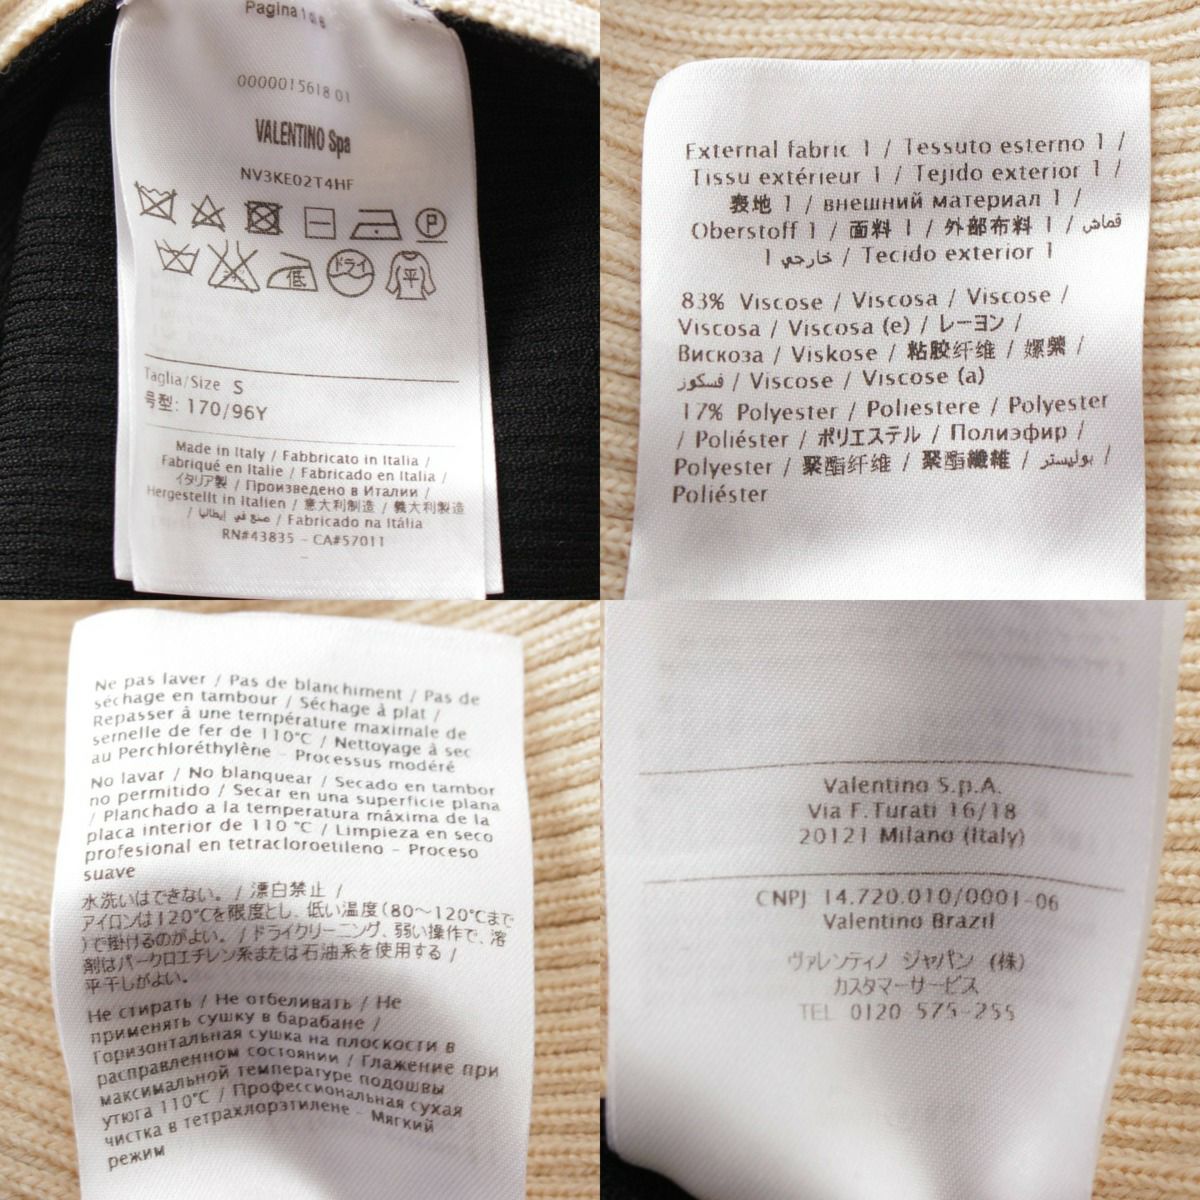 Pagina 1 di 8
0000015618 01
VALENTINO Spa
NV3KE02T4HF
P
低 ドライ 平
Taglia/Size S
号型: 170/96Y
Made in Italy / Fabbricato in Italia /
Fabriqué en Italie / Fabricado en Italia /
イタリア製 / Произведено в Италии /
Hergestellt in Italien / 意大利制造 / 義大利製造
/ صنع في إيطاليا / Fabricado na Itália
RN#43835 - CA#57011
External fabric 1 / Tessuto esterno 1 /
Tissu extérieur 1 / Tejido exterior 1 /
表地 1 / внешний материал 1 /
Oberstoff 1 / 面料 1 / 外部布料 1 / قماش
خارجي 1 / Tecido exterior 1
83% Viscose / Viscosa / Viscose /
Viscosa / Viscosa (e) / レーヨン /
Вискоза / Viskose / 粘胶纤维 / 嫘縈 /
فسكوز / Viscose / Viscose (a)
17% Polyester / Poliestere / Polyester
/ Poliéster / ポリエステル / Полиэфир /
Polyester / 聚酯纤维 / 聚酯纖維 / بوليستر /
Poliéster
Ne pas laver / Pas de blanchiment / Pas de
séchage en tambour / Séchage à plat /
Repasser à une température maximale de
semelle de fer de 110°C / Nettoyage à sec
au Perchloréthylène - Processus modéré
No lavar / No blanquear / Secado en tambor
no permitido / Secar en una superficie plana
/ Planchado a la temperatura máxima de la
placa interior de 110 °C / Limpieza en seco
profesional en tetracloroetileno - Proceso
suave
水洗いはできない。 / 漂白禁止 /
アイロンは120℃を限度とし、低い温度(80～120℃まで
)で掛けるのがよい。 / ドライクリーニング、弱い操作で、溶
剤はパークロエチレン系または石油系を使用する /
平干しがよい。
Не стирать / Не отбеливать / Не
применять сушку в барабане /
Горизонтальная сушка на плоскости в
расправленном состоянии / Глажение при
максимальной температуре подошвы
утюга 110°C / Профессиональная сухая
чистка в тетрахлорэтилене - Мягкий
режим
Valentino S.p.A.
Via F.Turati 16/18
20121 Milano (Italy)
CNPJ 14.720.010/0001-06
Valentino Brazil
ヴァレンティノ ジャパン (株)
カスタマーサービス
TEL 0120 575-255